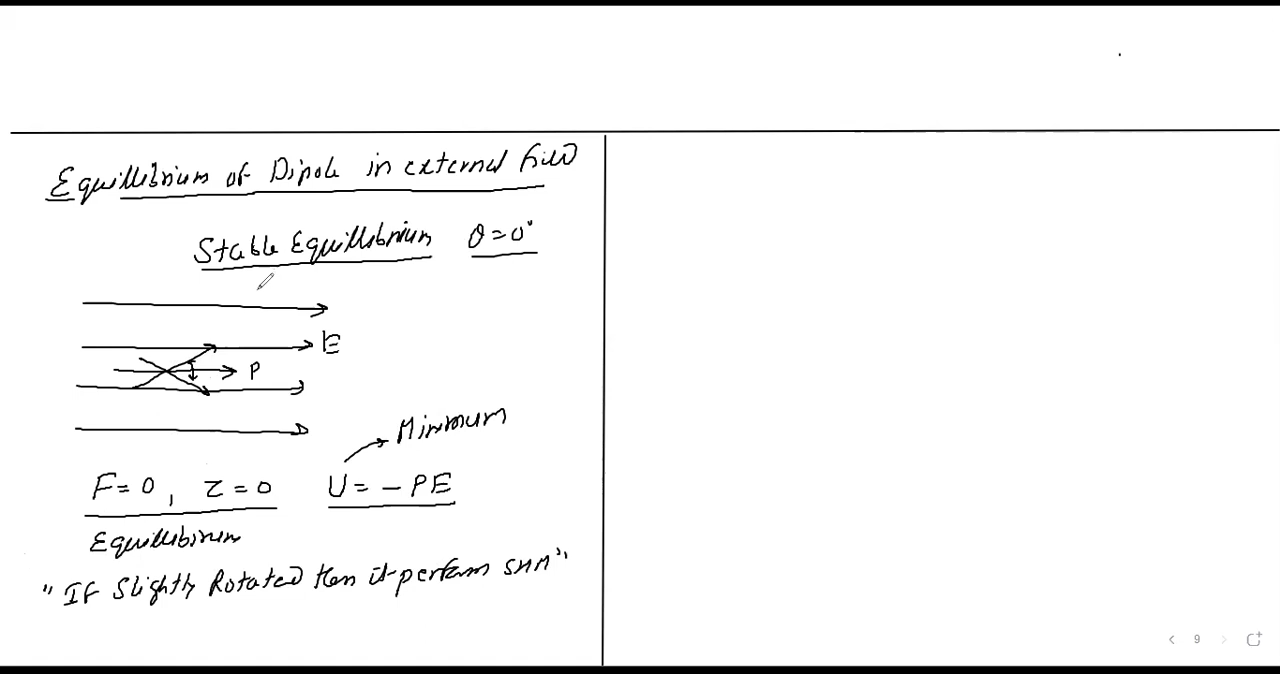 Equillibrium of Dipole in external field
Stable Equillibrium θ=0°
E
P
Minimum
F=0, τ=0 U=-PE
Equillibrium
"If Slightly Rotated then it perform SHM"
9